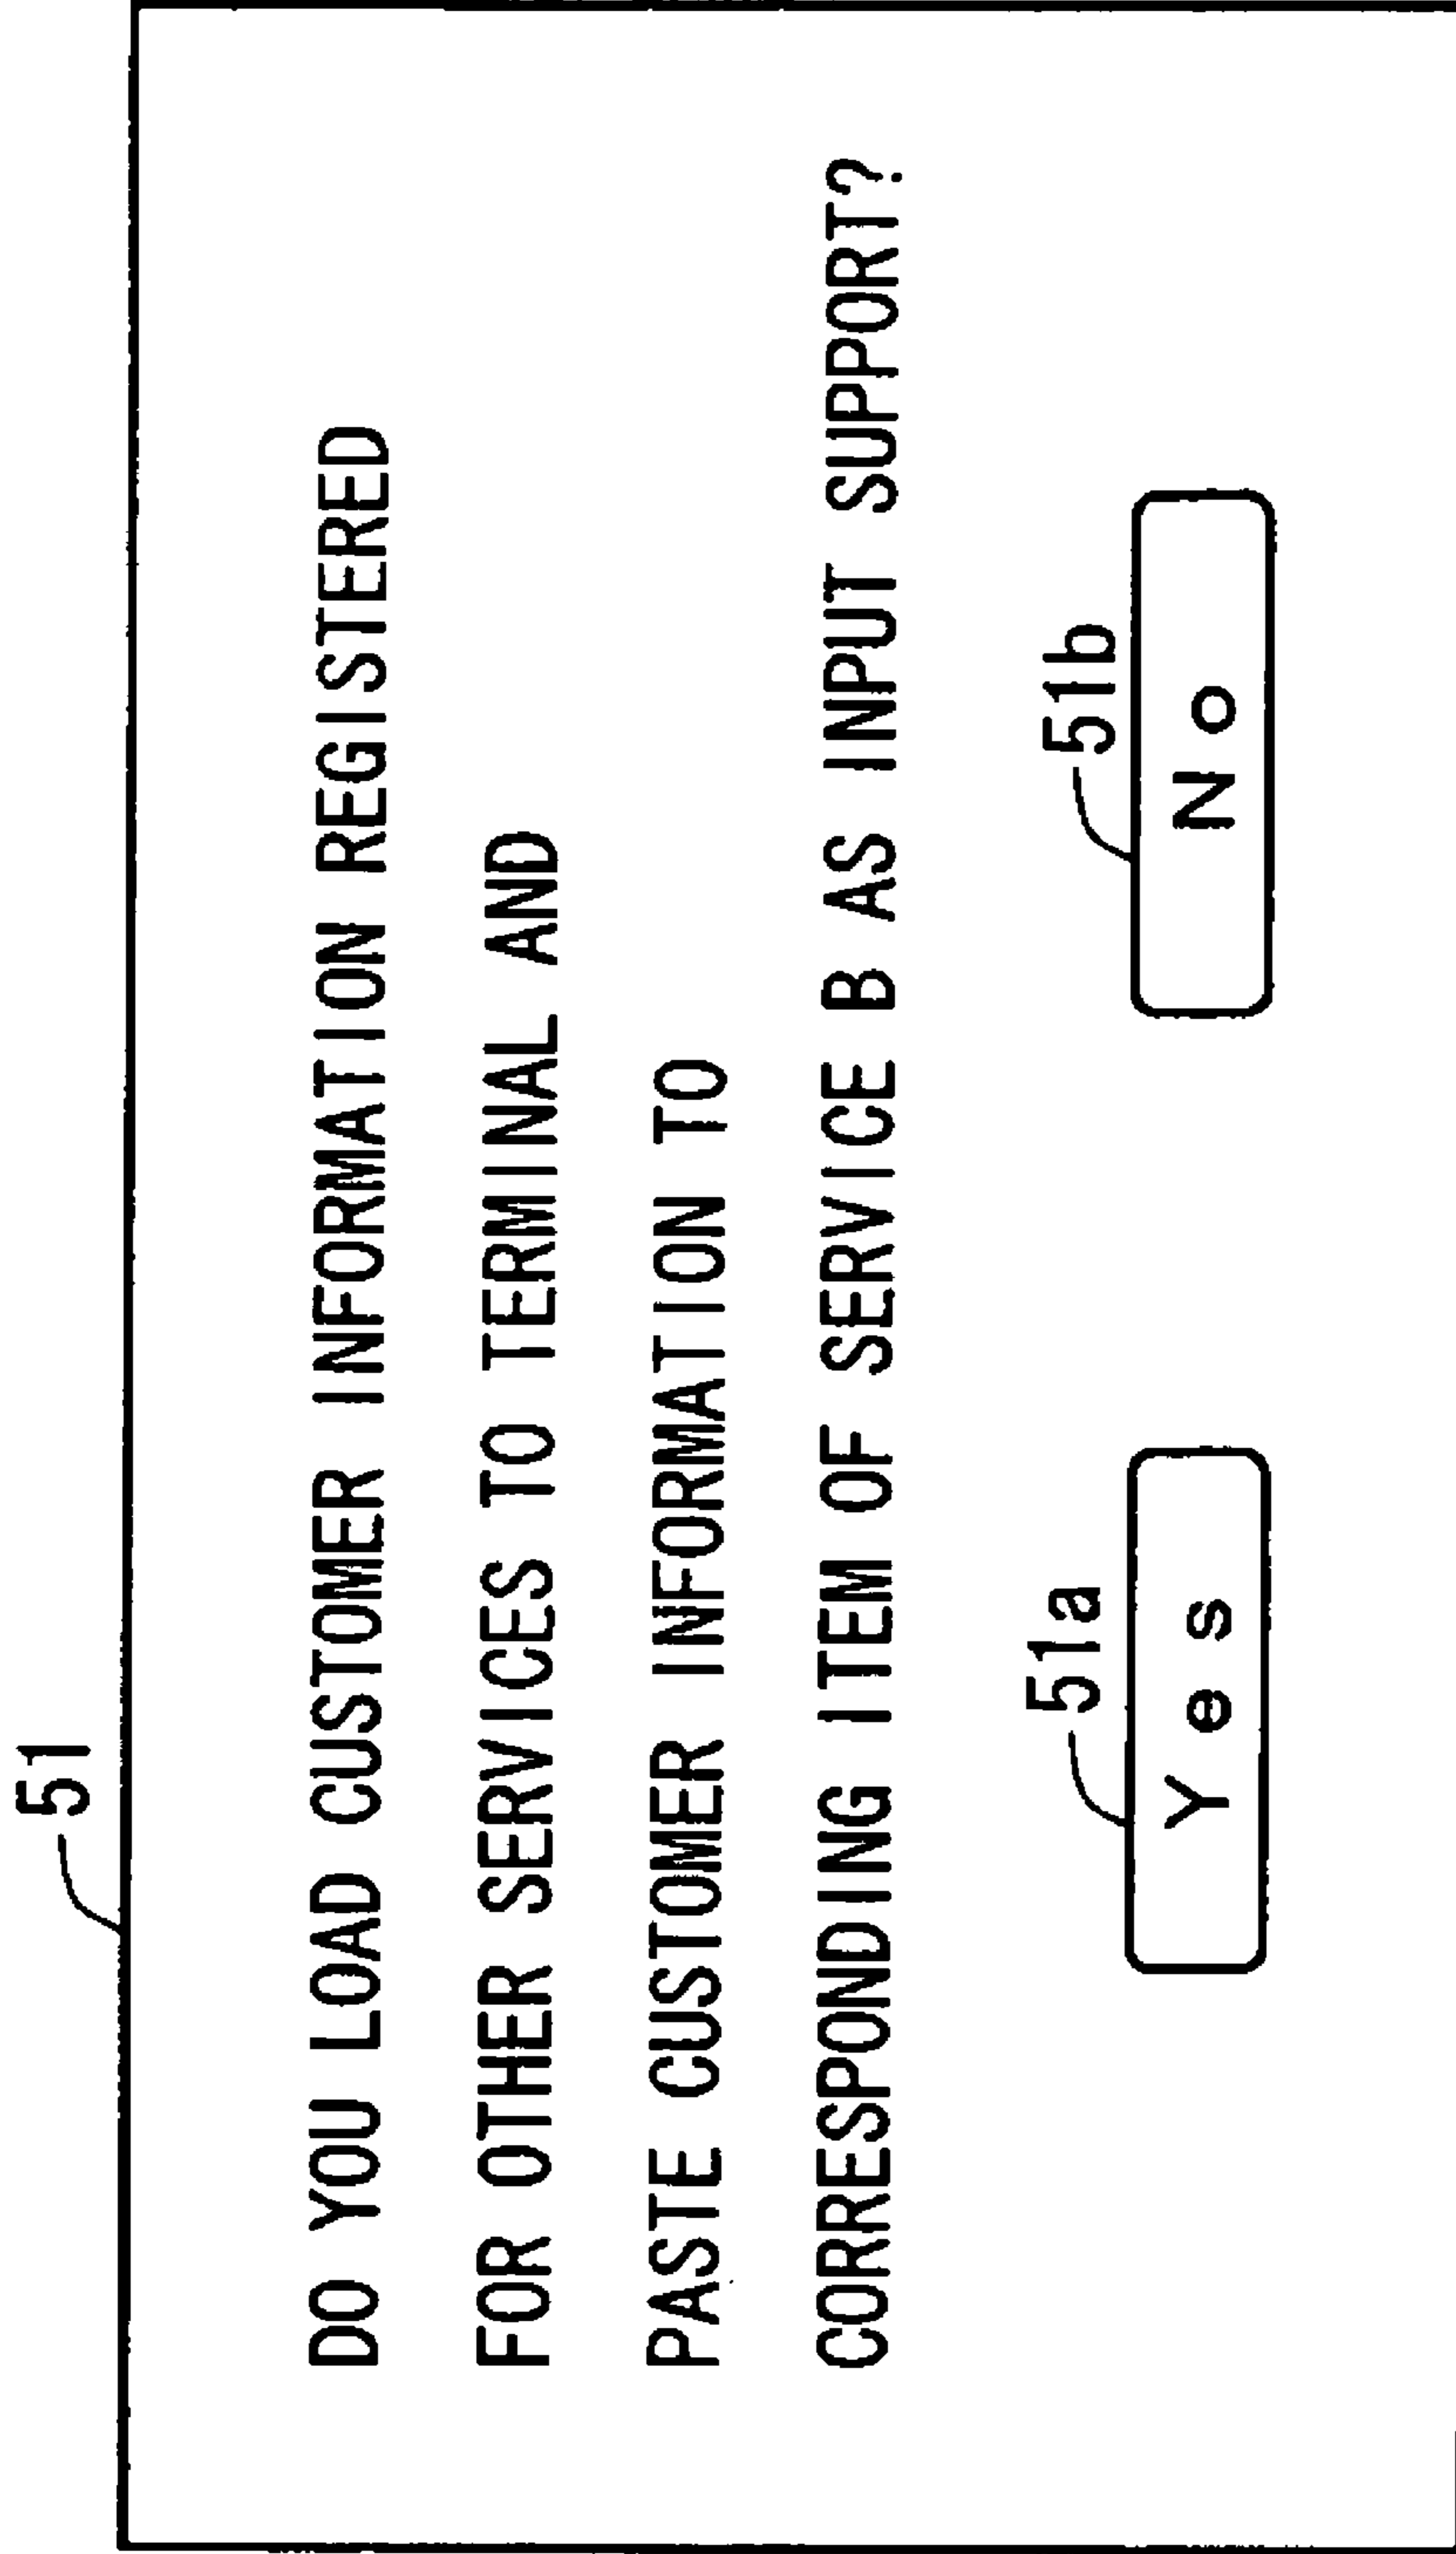 51
DO YOU LOAD CUSTOMER INFORMATION REGISTERED
FOR OTHER SERVICES TO TERMINAL AND
PASTE CUSTOMER INFORMATION TO
CORRESPONDING ITEM OF SERVICE B AS INPUT SUPPORT?
51a
Yes
51b
No